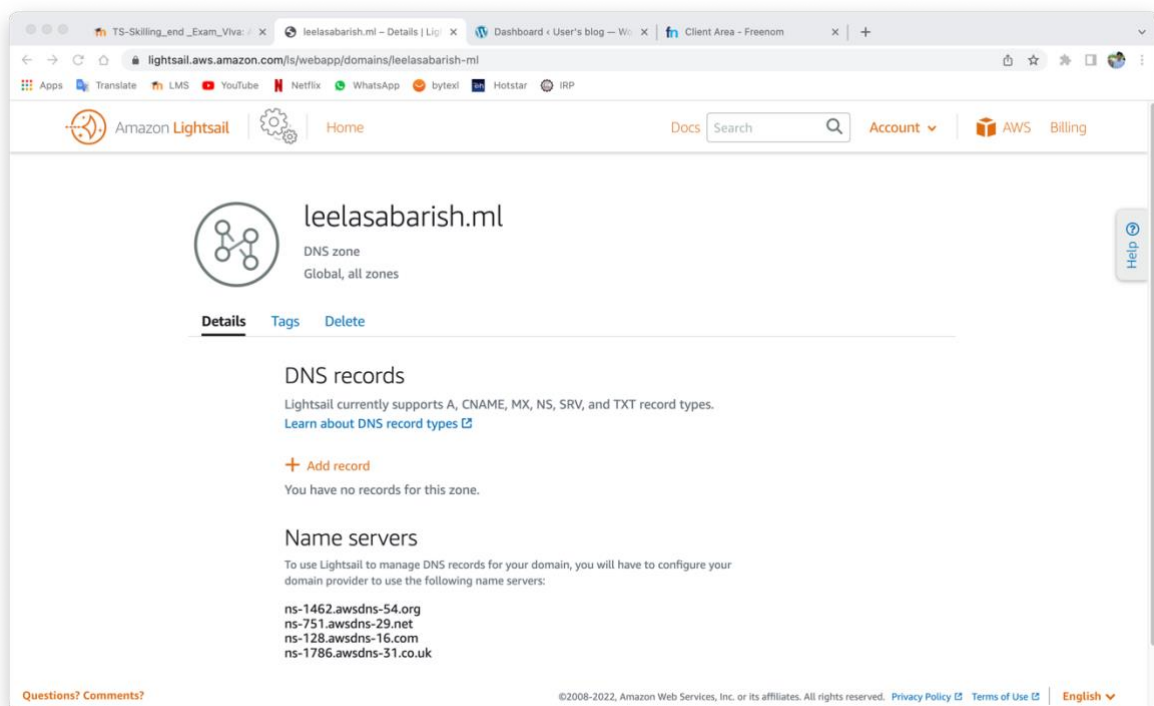 TS-Skilling_end _Exam_Viva: / leelasabarish.ml – Details | Lig Dashboard ‹ User's blog — Wo fn Client Area - Freenom
lightsail.aws.amazon.com/ls/webapp/domains/leelasabarish-ml
Apps Translate LMS YouTube Netflix WhatsApp bytexl Hotstar IRP
Amazon Lightsail Home Docs Search Account AWS Billing
leelasabarish.ml
DNS zone
Global, all zones
Help
Details Tags Delete
DNS records
Lightsail currently supports A, CNAME, MX, NS, SRV, and TXT record types.
Learn about DNS record types
+ Add record
You have no records for this zone.
Name servers
To use Lightsail to manage DNS records for your domain, you will have to configure your
domain provider to use the following name servers:
ns-1462.awsdns-54.org
ns-751.awsdns-29.net
ns-128.awsdns-16.com
ns-1786.awsdns-31.co.uk
Questions? Comments? ©2008-2022, Amazon Web Services, Inc. or its affiliates. All rights reserved. Privacy Policy Terms of Use English